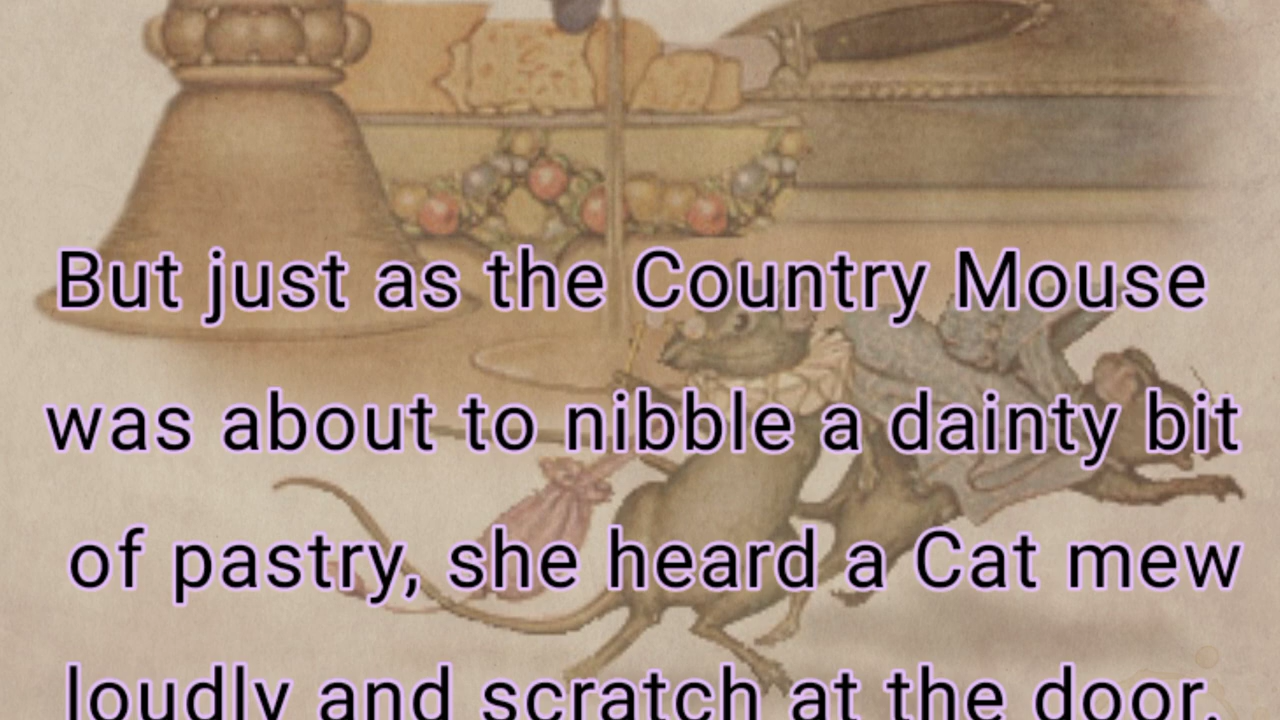 But just as the Country Mouse
was about to nibble a dainty bit
of pastry, she heard a Cat mew
loudly and scratch at the door.